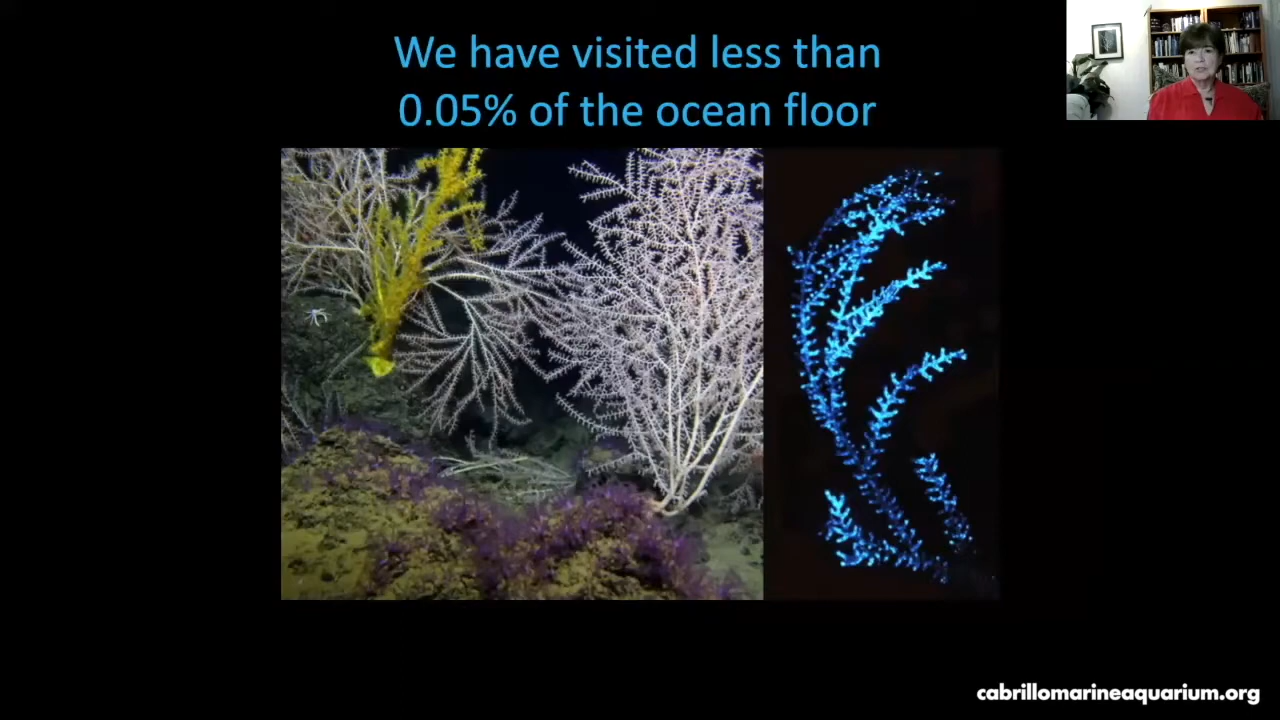 We have visited less than
0.05% of the ocean floor
cabrillomarineaquarium.org